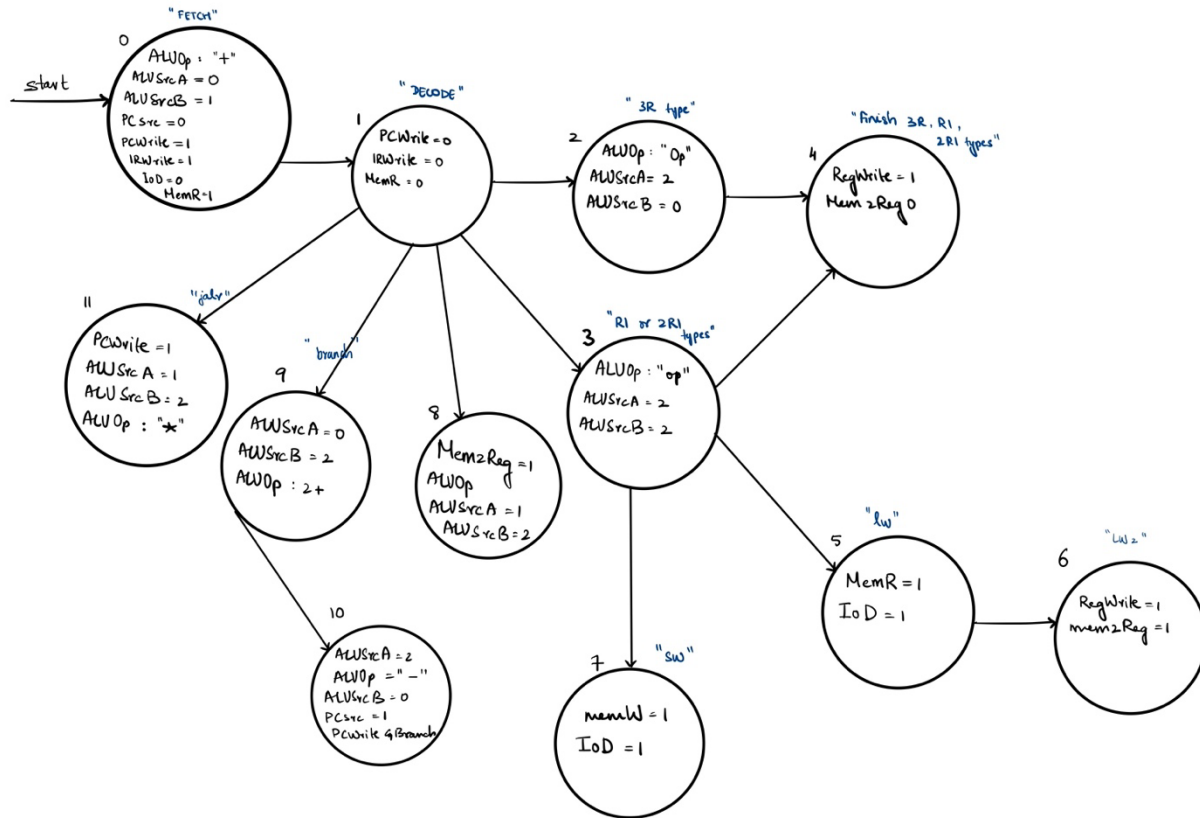 "FETCH"
0
ALUOp : "+"
ALUSrcA = 0
ALUSrcB = 1
PCSrc = 0
PCWrite = 1
IRWrite = 1
IoD = 0
MemR = 1
start
"DECODE"
1
PCWrite = 0
IRWrite = 0
MemR = 0
"3R type"
2
ALUOp : "Op"
ALUSrcA = 2
ALUSrcB = 0
"Finish 3R, RI,
2RI types"
4
RegWrite = 1
Mem2Reg 0
"jalr"
11
PCWrite = 1
ALUSrcA = 1
ALUSrcB = 2
ALUOp : "*"
"branch"
9
ALUSrcA = 0
ALUSrcB = 2
ALUOp : 2+
8
Mem2Reg = 1
ALUOp
ALUSrcA = 1
ALUSrcB = 2
"RI or 2RI
types"
3
ALUOp : "op"
ALUSrcA = 2
ALUSrcB = 2
"lw"
5
MemR = 1
IoD = 1
"LW2"
6
RegWrite = 1
mem2Reg = 1
10
ALUSrcA = 2
ALUOp = "-"
ALUSrcB = 0
PCSrc = 1
PCWrite &Branch
"sw"
7
memW = 1
IoD = 1